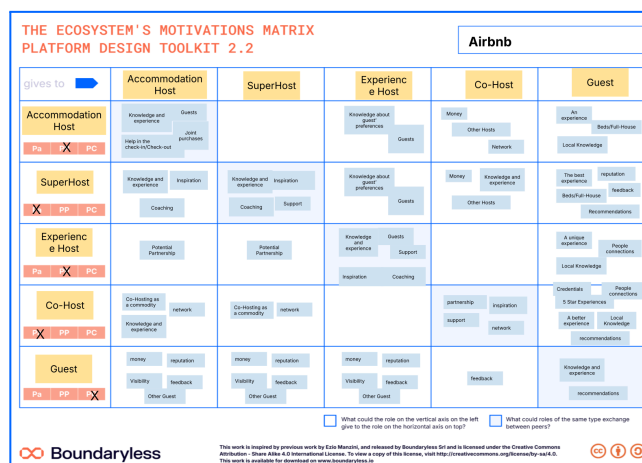 THE ECOSYSTEM'S MOTIVATIONS MATRIX
PLATFORM DESIGN TOOLKIT 2.2
Airbnb
gives to
Accommodation
Host
SuperHost
Experienc
e Host
Co-Host
Guest
Accommodation
Host
Pa
X
PC
Knowledge and
experience
Guests
Joint
purchases
Help in the
check-in/Check-out
Knowledge about
guest'
preferences
Guests
Money
Other Hosts
Network
An
experience
Beds/Full-House
Local Knowledge
SuperHost
X
PP
PC
Knowledge and
experience
Inspiration
Coaching
Knowledge and
experience
Inspiration
Coaching
Support
Knowledge about
guest'
preferences
Guests
Money
Knowledge and
experience
Other Hosts
The best
experience
reputation
Beds/Full-House
feedback
Recommendations
Experienc
e Host
Pa
X
PC
Potential
Partnership
Potential
Partnership
Knowledge
and
experience
Guests
Support
Inspiration
Coaching
A unique
experience
People
connections
Local Knowledge
Co-Host
X
PP
PC
Co-Hosting as
a commodity
network
Knowledge and
experience
Co-Hosting as
a commodity
network
partnership
inspiration
support
network
Credentials
People
connections
5 Star Experiences
A better
experience
Local
Knowledge
recommendations
Guest
Pa
PP
X
money
reputation
Visibility
feedback
Other Guest
money
reputation
Visibility
feedback
Other Guest
money
reputation
Visibility
feedback
Other Guest
feedback
Knowledge and
experience
recommendations
What could the role on the vertical axis on the left
give to the role on the horizontal axis on top?
What could roles of the same type exchange
between peers?
Boundaryless
This work is inspired by previous work by Ezio Manzini, and released by Boundaryless Srl and is licensed under the Creative Commons
Attribution - Share Alike 4.0 International License. To view a copy of this license, visit http://creativecommons.org/license/by-sa/4.0.
This work is available for download on www.boundaryless.io